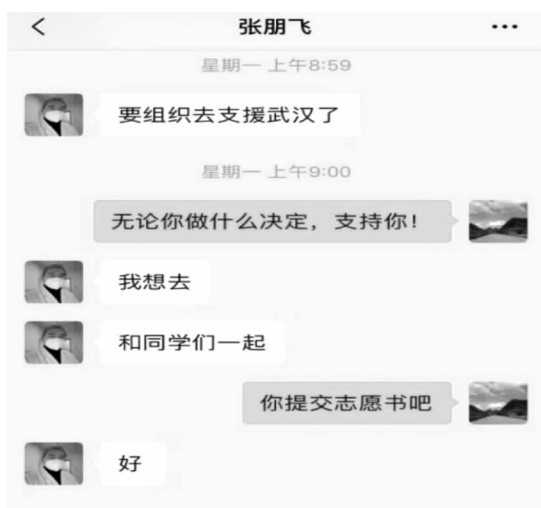 张朋飞
星期一 上午8:59
要组织去支援武汉了
星期一 上午9:00
无论你做什么决定，支持你！
我想去
和同学们一起
你提交志愿书吧
好